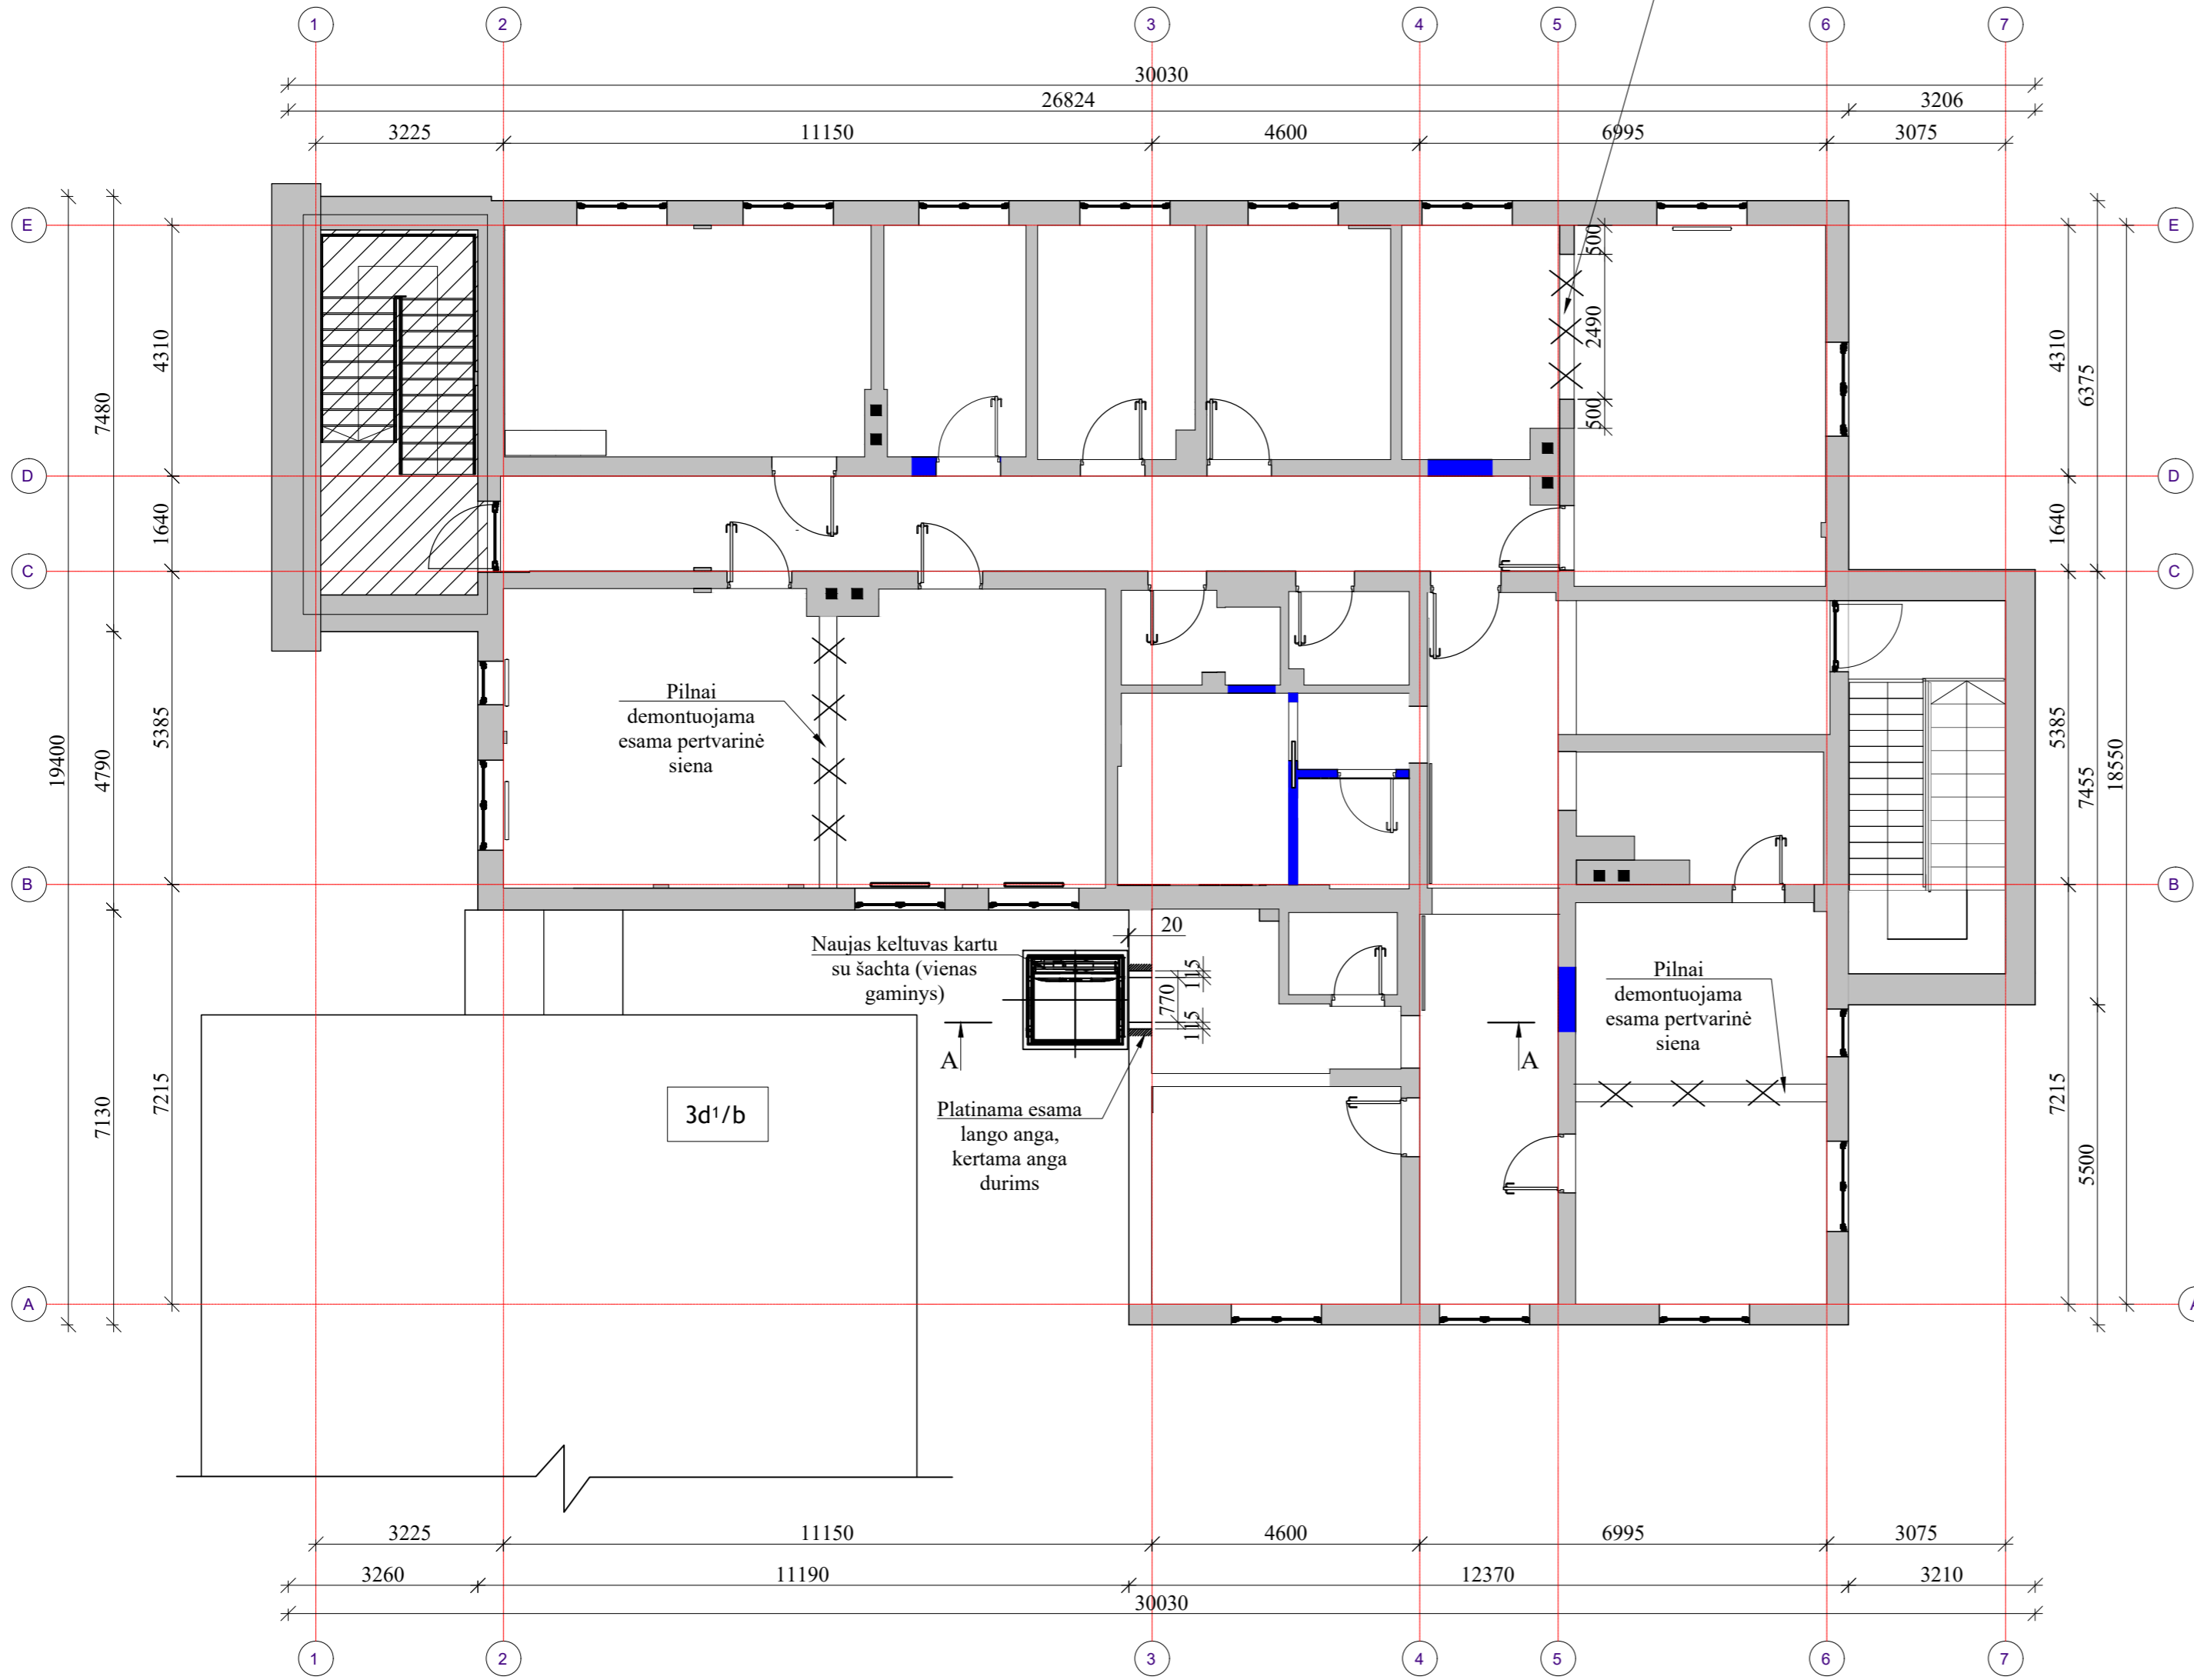 1 2 3 4 5 6 7
30030
26824 3206
3225 11150 4600 6995 3075
E E
D D
C C
B B
A
19400
7480
4790
7130
4310
1640
5385
7215
500
2490
500
4310
1640
5385
7215
6375
7455
5500
18550
Pilnai
demontuojama
esama pertvarinė
siena
Naujas keltuvas kartu
su šachta (vienas
gaminys)
20
115
770
115
A A
Pilnai
demontuojama
esama pertvarinė
siena
3d¹/b
Platinama esama
lango anga,
kertama anga
durims
3225 11150 4600 6995 3075
3260 11190 12370 3210
30030
1 2 3 4 5 6 7